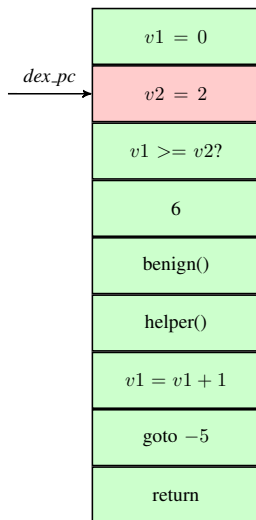 v1 = 0
dex_pc
v2 = 2
v1 >= v2?
6
benign()
helper()
v1 = v1 + 1
goto −5
return